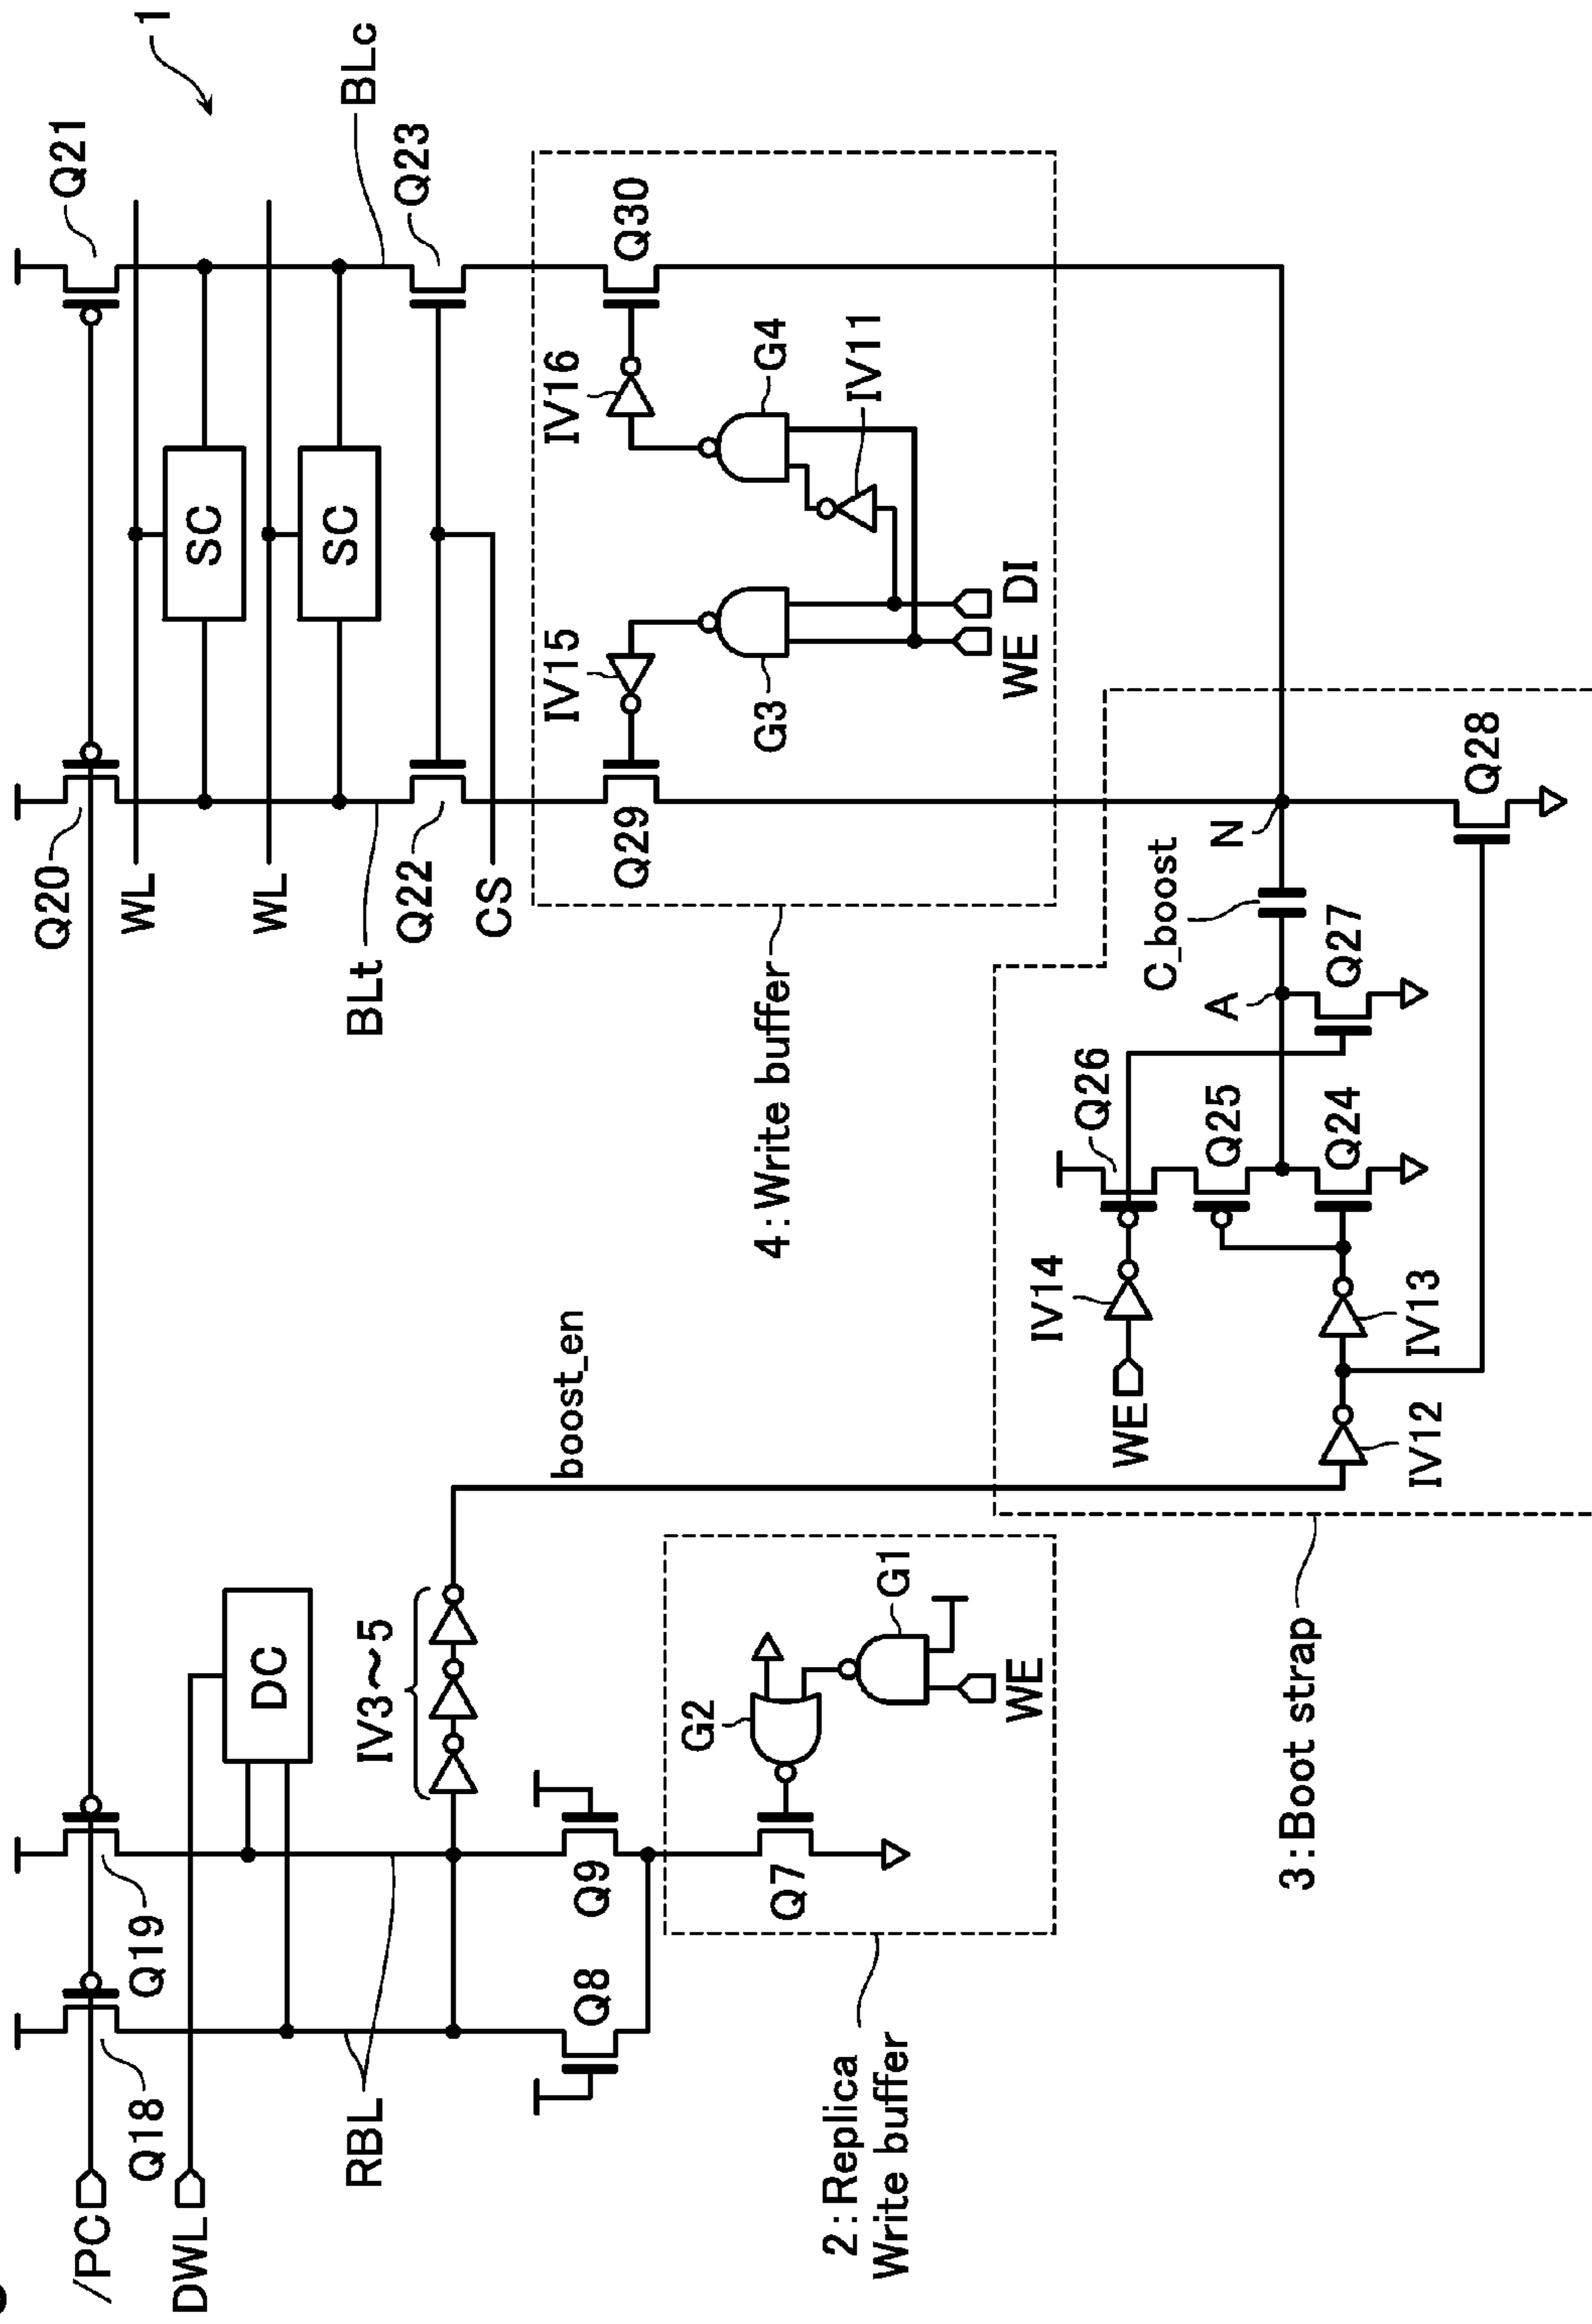 1
Q20
Q21
WL
SC
WL
SC
BLt
BLc
Q22
Q23
CS
IV15
IV16
Q29
Q30
G3
G4
IV11
WE
DI
4:Write buffer
/PC
Q18
Q19
DWL
DC
RBL
IV3~5
boost_en
Q8
Q9
G2
G1
Q7
WE
2:Replica
Write buffer
IV14
Q26
WE
Q25
A
C_boost
N
Q27
Q24
IV12
IV13
Q28
3:Boot strap